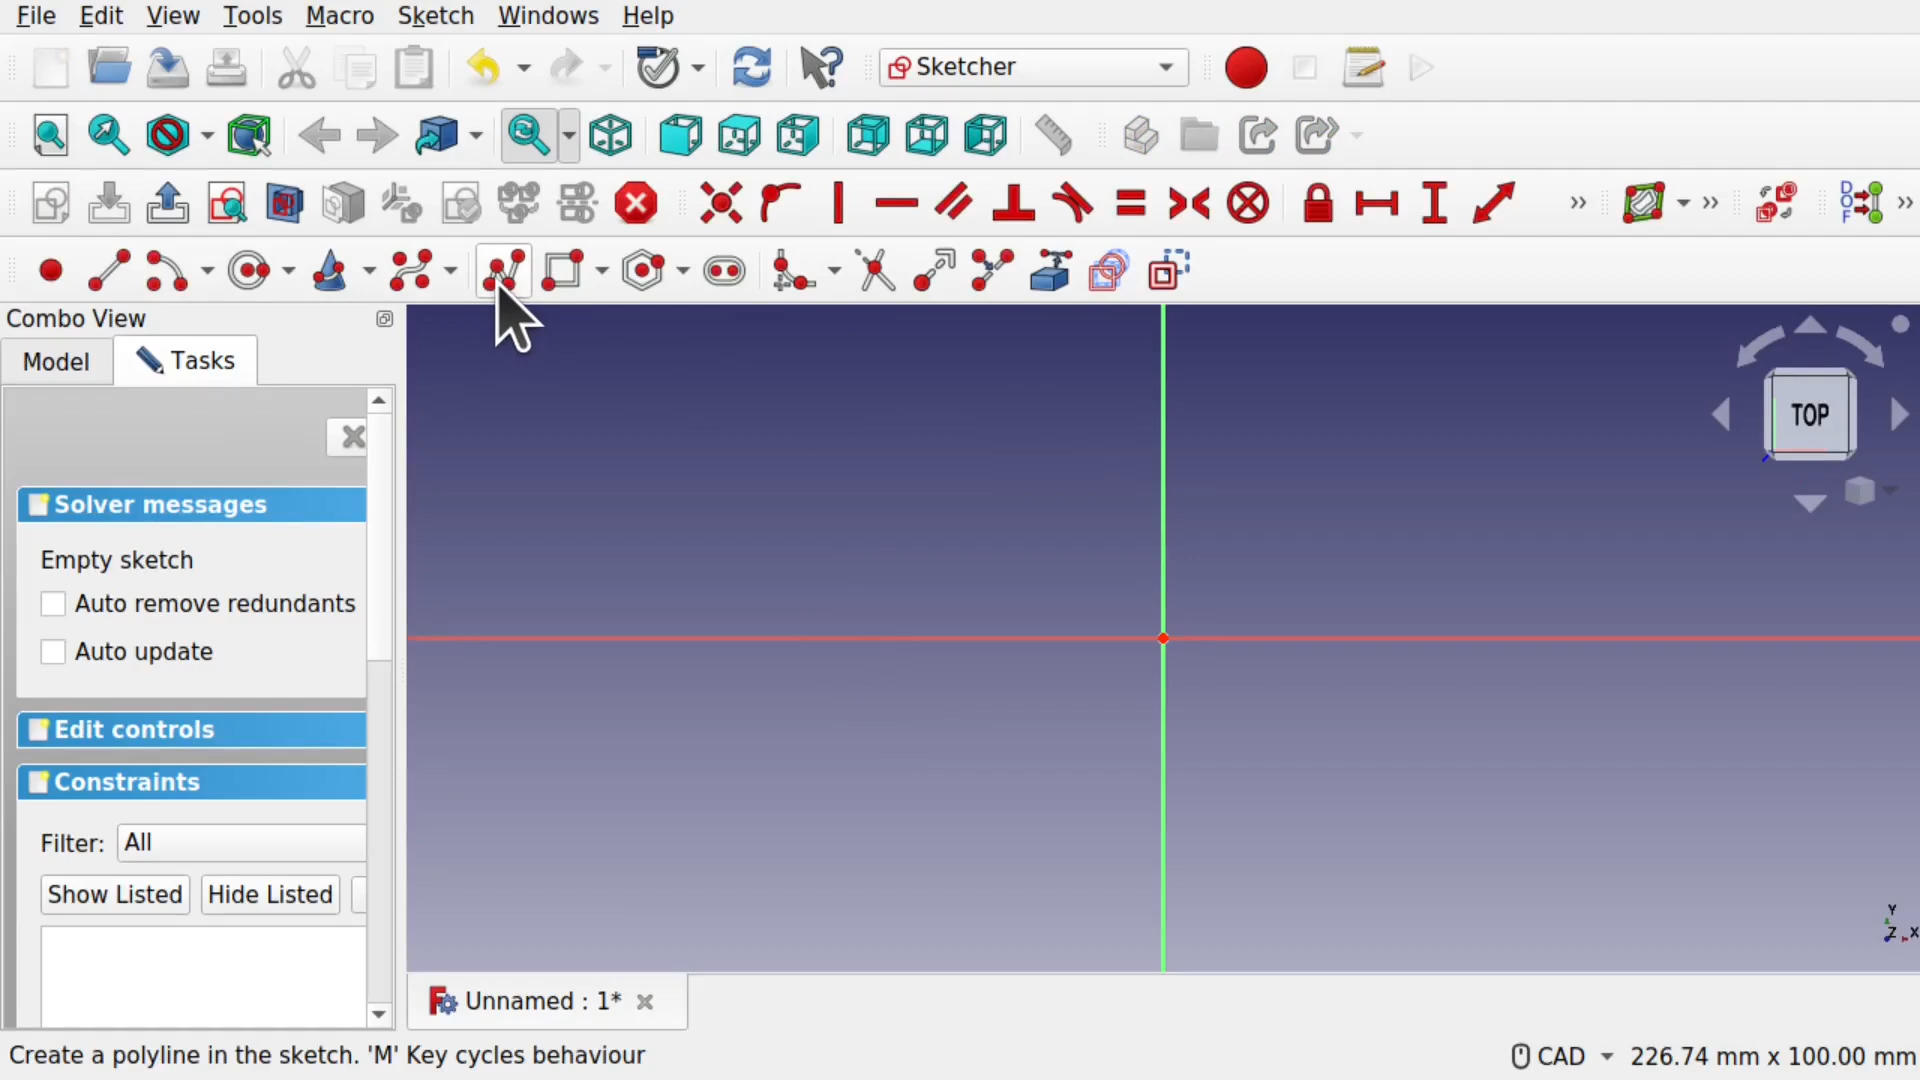 File Edit View Tools Macro Sketch Windows Help
Sketcher
DOF
Combo View
Model Tasks
TOP
Solver messages
Empty sketch
Auto remove redundants
Auto update
Edit controls
Constraints
Filter: All
Show Listed Hide Listed
Y
Z X
Unnamed : 1*
Create a polyline in the sketch. 'M' Key cycles behaviour
CAD 226.74 mm x 100.00 mm